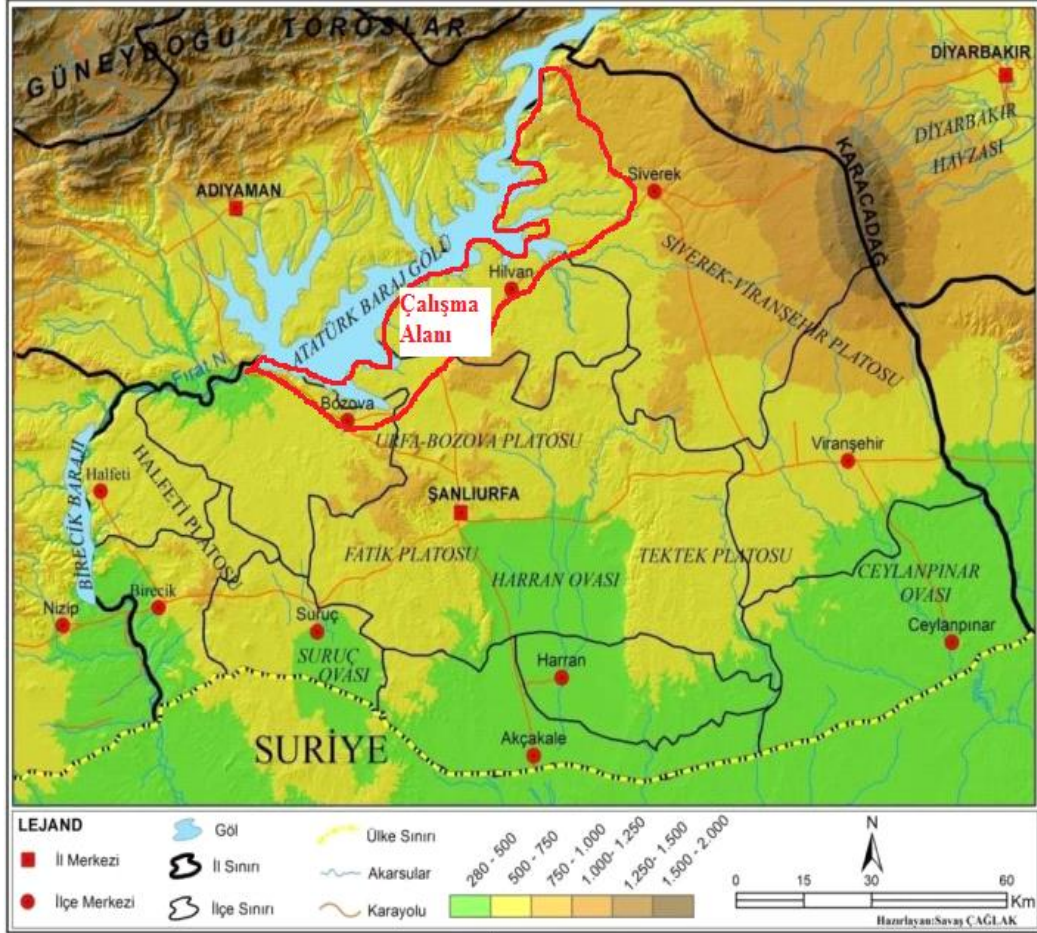 GÜNEYDOĞU TOROSLAR
DİYARBAKIR
DİYARBAKIR
HAVZASI
KARACADAĞ
ADIYAMAN
Siverek
SİVEREK-VİRANŞEHİR PLATOSU
ATATÜRK BARAJ GÖLÜ
Hilvan
Çalışma
Alanı
Fırat N.
Bozova
URFA-BOZOVA PLATOSU
Viranşehir
BİRECİK BARAJI
Halfeti
HALFETİ PLATOSU
ŞANLIURFA
FATİK PLATOSU
HARRAN OVASI
TEKTEK PLATOSU
CEYLANPINAR
OVASI
Nizip
Birecik
Suruç
SURUÇ
OVASI
Ceylanpınar
Harran
Akçakale
SURİYE
LEJAND
İl Merkezi
İlçe Merkezi
Göl
İl Sınırı
İlçe Sınırı
Ülke Sınırı
Akarsular
Karayolu
280 - 500
500 - 750
750 - 1.000
1.000- 1.250
1.250- 1.500
1.500 - 2.000
N
0 15 30 60
Km
Hazırlayan:Savaş ÇAĞLAK